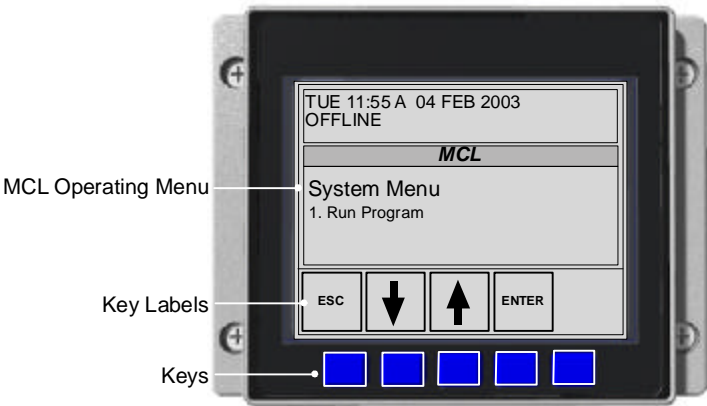 TUE 11:55 A 04 FEB 2003
OFFLINE
MCL
MCL Operating Menu
System Menu
1. Run Program
Key Labels
ESC
ENTER
Keys